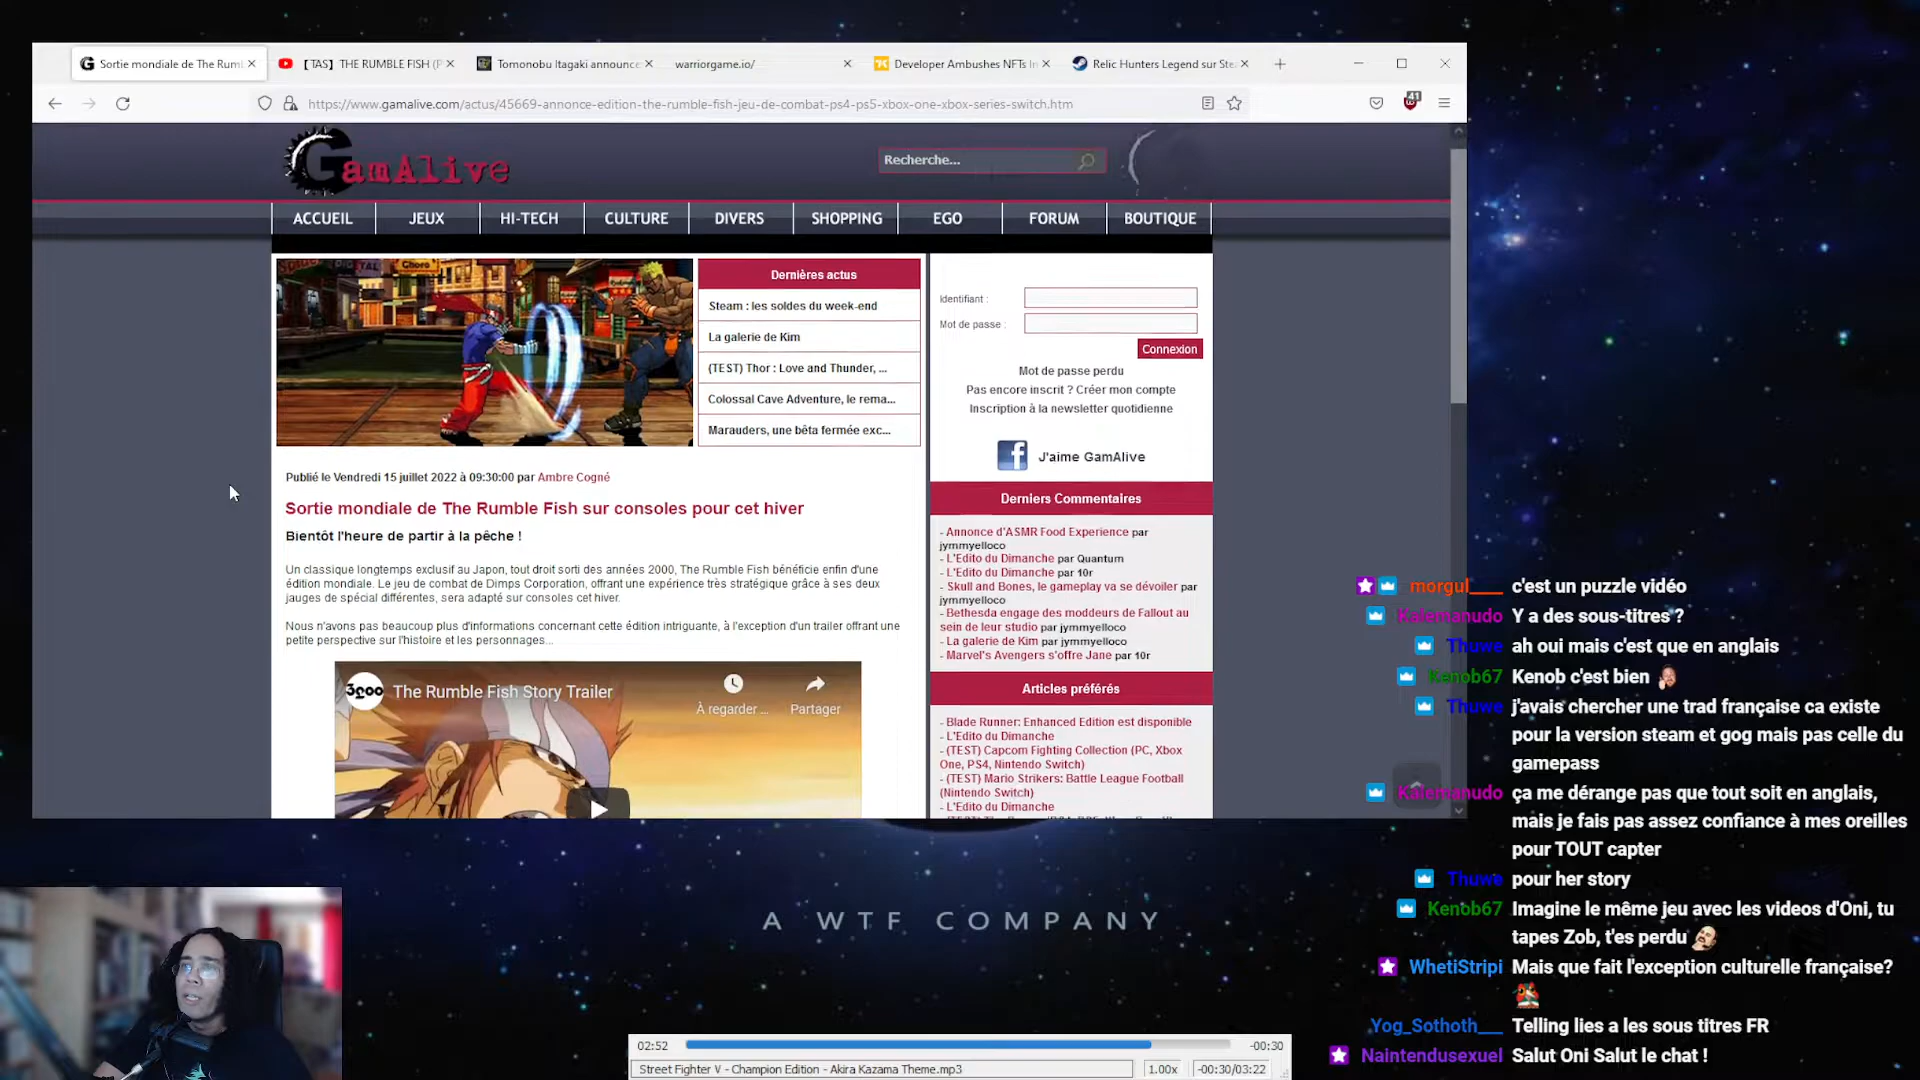 Sortie mondiale de The Rumb
【TAS】THE RUMBLE FISH (P
Tomonobu Itagaki announce
warriorgame.io/
Developer Ambushes NFTs In
Relic Hunters Legend sur Ste
https://www.gamalive.com/actus/45669-annonce-edition-the-rumble-fish-jeu-de-combat-ps4-ps5-xbox-one-xbox-series-switch.htm
41
GamAlive
Recherche...
ACCUEIL
JEUX
HI-TECH
CULTURE
DIVERS
SHOPPING
EGO
FORUM
BOUTIQUE
Dernières actus
Steam : les soldes du week-end
La galerie de Kim
(TEST) Thor : Love and Thunder, ...
Colossal Cave Adventure, le rema...
Marauders, une bêta fermée exc...
Identifiant :
Mot de passe :
Connexion
Mot de passe perdu
Pas encore inscrit ? Créer mon compte
Inscription à la newsletter quotidienne
J'aime GamAlive
Publié le Vendredi 15 juillet 2022 à 09:30:00 par Ambre Cogné
Sortie mondiale de The Rumble Fish sur consoles pour cet hiver
Bientôt l'heure de partir à la pêche !
Un classique longtemps exclusif au Japon, tout droit sorti des années 2000, The Rumble Fish bénéficie enfin d'une
édition mondiale. Le jeu de combat de Dimps Corporation, offrant une expérience très stratégique grâce à ses deux
jauges de spécial différentes, sera adapté sur consoles cet hiver.
Nous n'avons pas beaucoup plus d'informations concernant cette édition intriguante, à l'exception d'un trailer offrant une
petite perspective sur l'histoire et les personnages...
The Rumble Fish Story Trailer
À regarder ...
Partager
Derniers Commentaires
- Annonce d'ASMR Food Experience par
jymmyelloco
- L'Edito du Dimanche par Quantum
- L'Edito du Dimanche par 10r
- Skull and Bones, le gameplay va se dévoiler par
jymmyelloco
- Bethesda engage des moddeurs de Fallout au
sein de leur studio par jymmyelloco
- La galerie de Kim par jymmyelloco
- Marvel's Avengers s'offre Jane par 10r
Articles préférés
- Blade Runner: Enhanced Edition est disponible
- L'Edito du Dimanche
- (TEST) Capcom Fighting Collection (PC, Xbox
One, PS4, Nintendo Switch)
- (TEST) Mario Strikers: Battle League Football
(Nintendo Switch)
- L'Edito du Dimanche
morgul____ c'est un puzzle vidéo
Kalemanudo Y a des sous-titres ?
Thuwe ah oui mais c'est que en anglais
Kenob67 Kenob c'est bien
Thuwe j'avais chercher une trad française ca existe
pour la version steam et gog mais pas celle du
gamepass
Kalemanudo ça me dérange pas que tout soit en anglais,
mais je fais pas assez confiance à mes oreilles
pour TOUT capter
Thuwe pour her story
Kenob67 Imagine le même jeu avec les videos d'Oni, tu
tapes Zob, t'es perdu
WhetiStripi Mais que fait l'exception culturelle française?
Yog_Sothoth___ Telling lies a les sous titres FR
Naintendusexuel Salut Oni Salut le chat !
A WTF COMPANY
02:52
-00:30
Street Fighter V - Champion Edition - Akira Kazama Theme.mp3
1.00x
-00:30/03:22